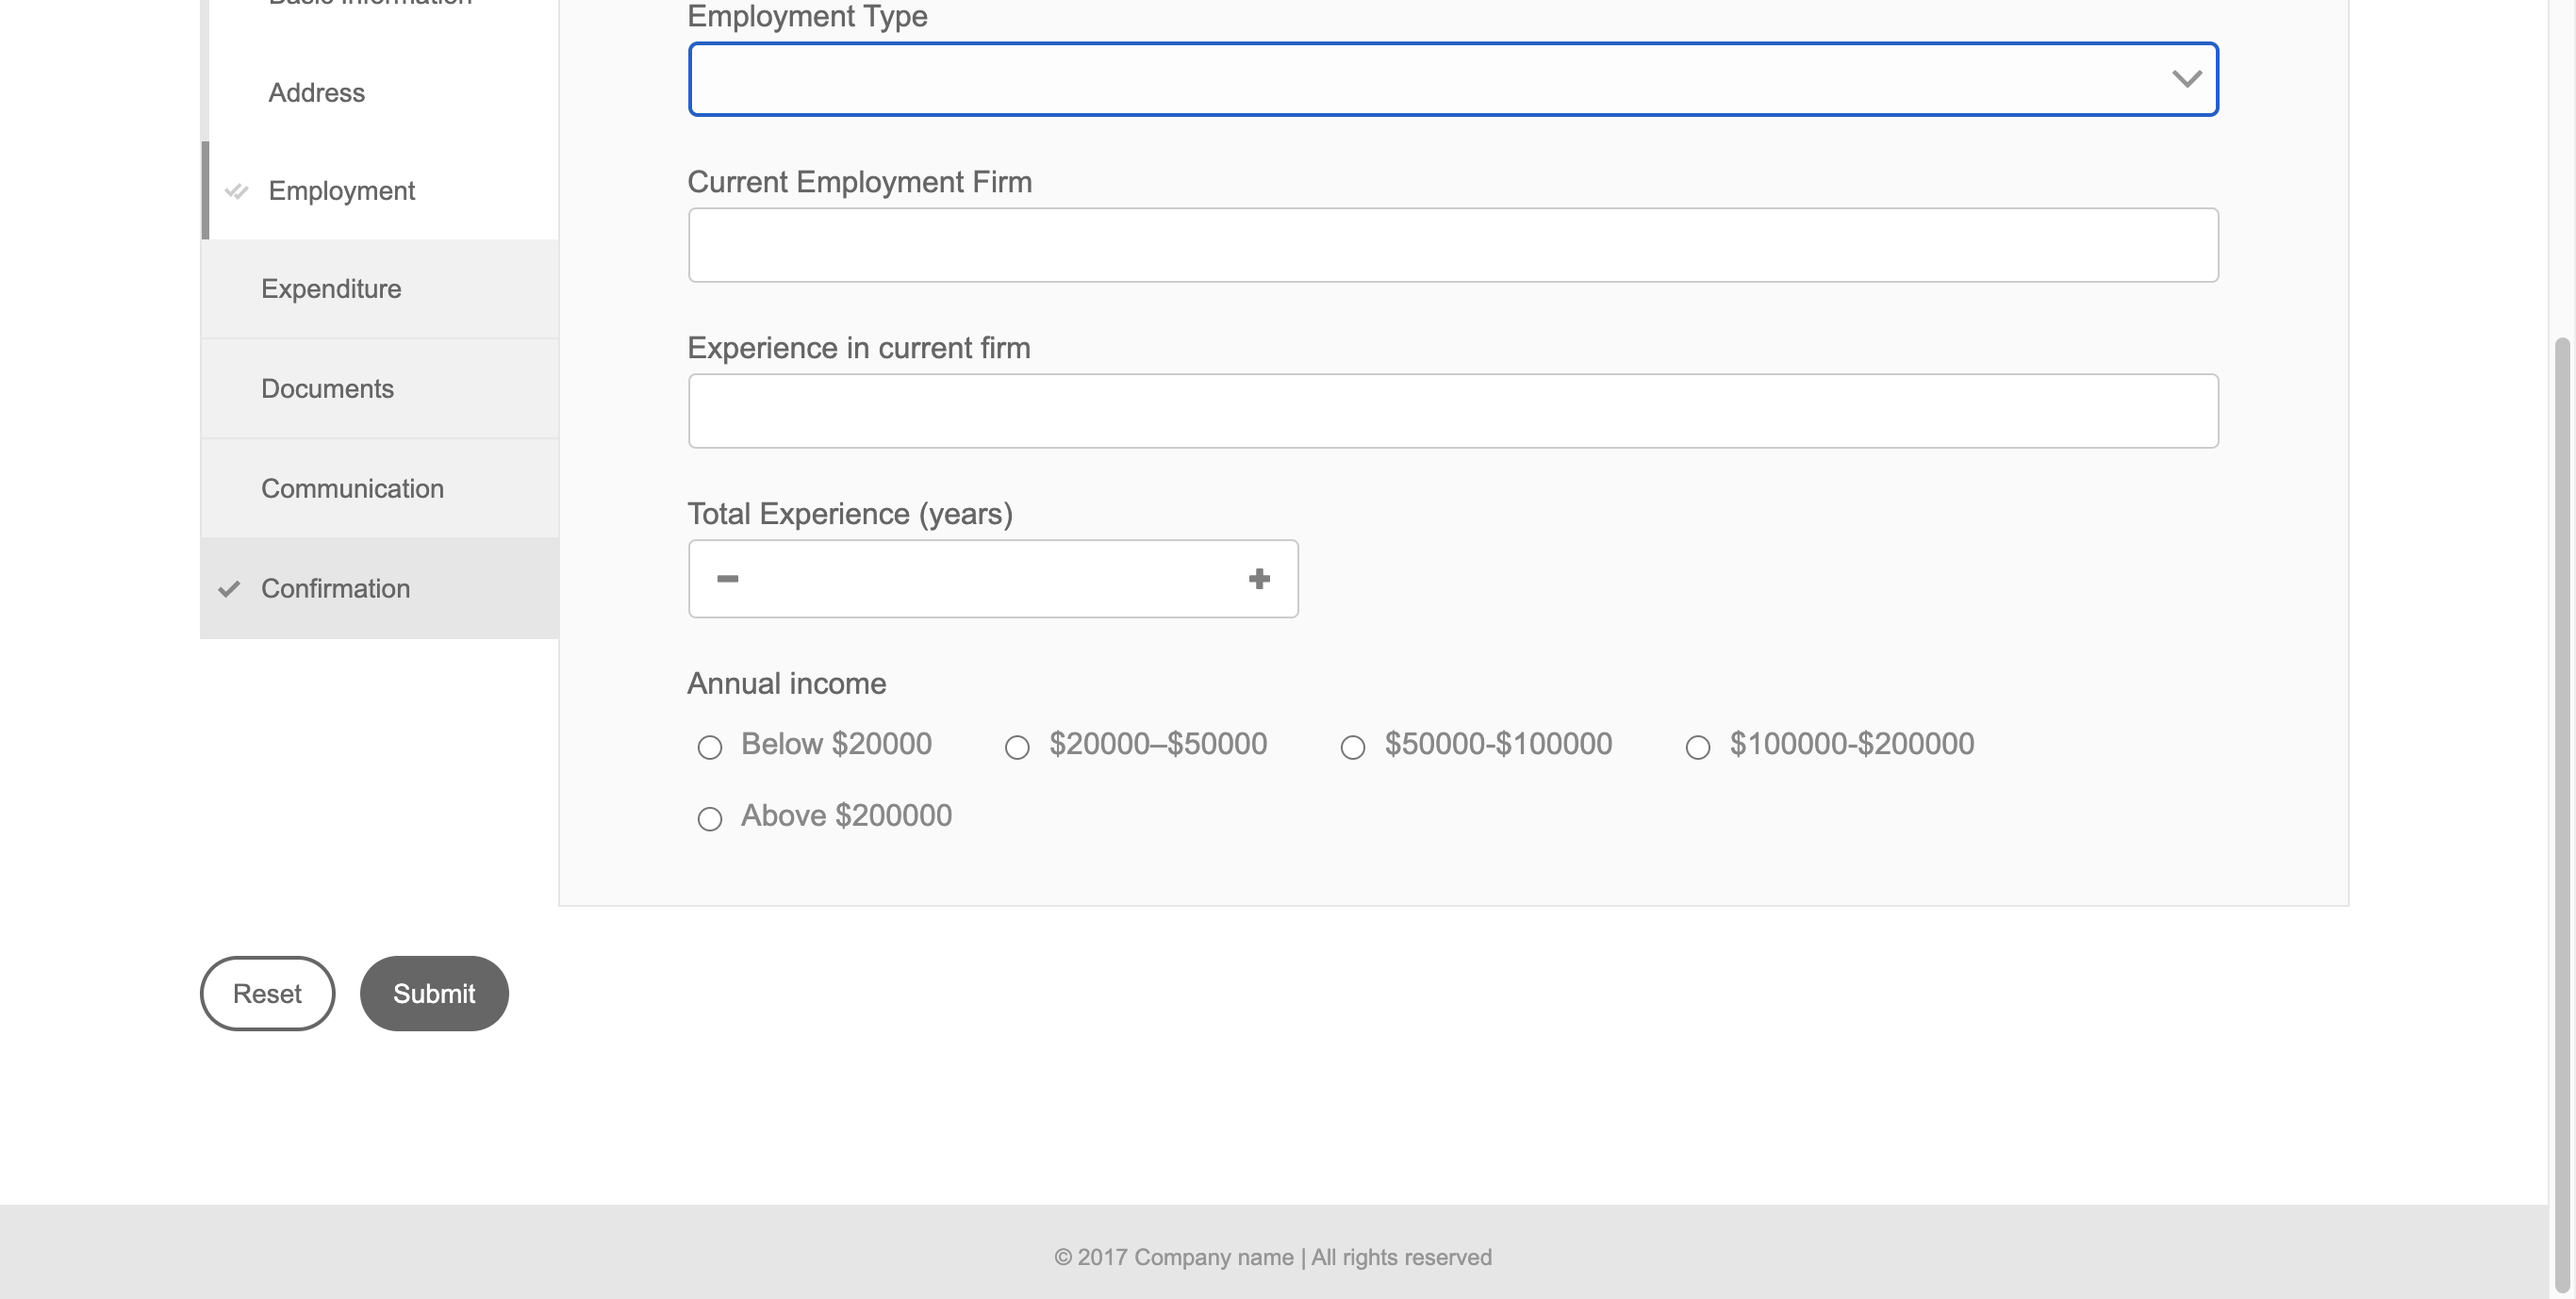 Basic Information
Address
Employment
Expenditure
Documents
Communication
Confirmation
Employment Type
Current Employment Firm
Experience in current firm
Total Experience (years)
Annual income
Below $20000
$20000–$50000
$50000-$100000
$100000-$200000
Above $200000
Reset
Submit
© 2017 Company name | All rights reserved